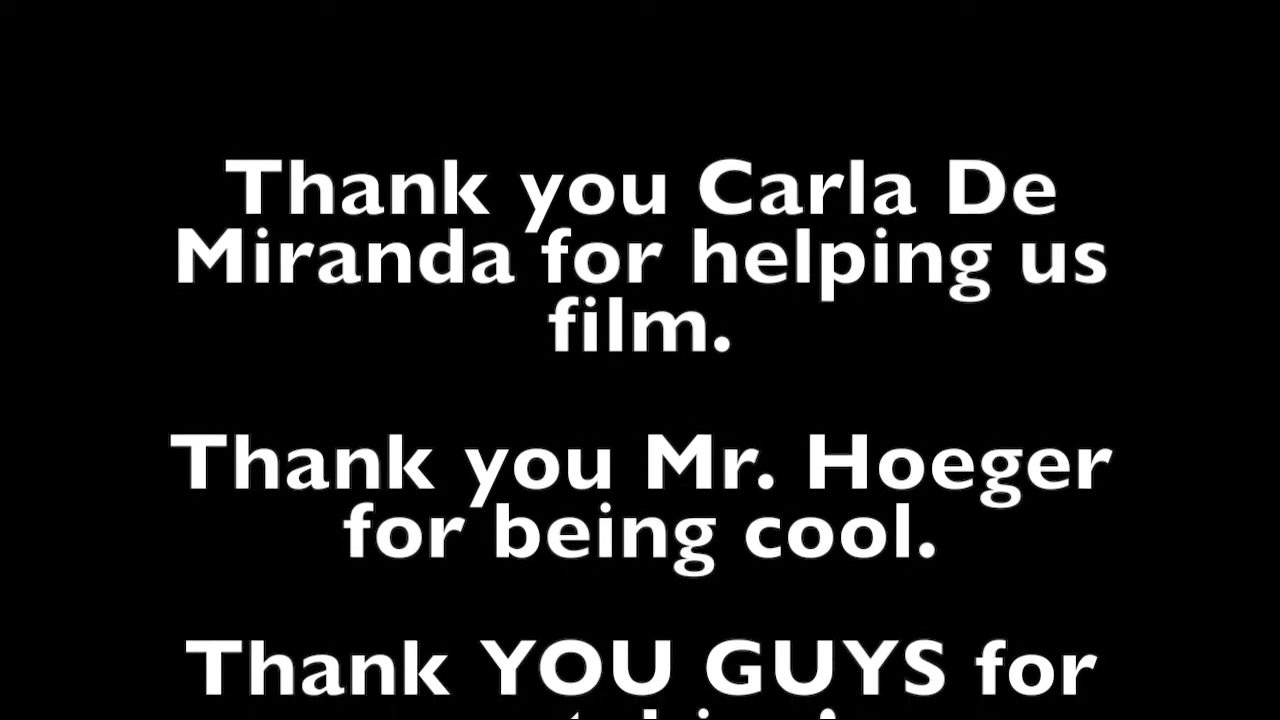 Thank you Carla De
Miranda for helping us
film.
Thank you Mr. Hoeger
for being cool.
Thank YOU GUYS for